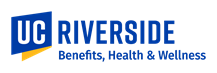 UC RIVERSIDE
Benefits, Health & Wellness